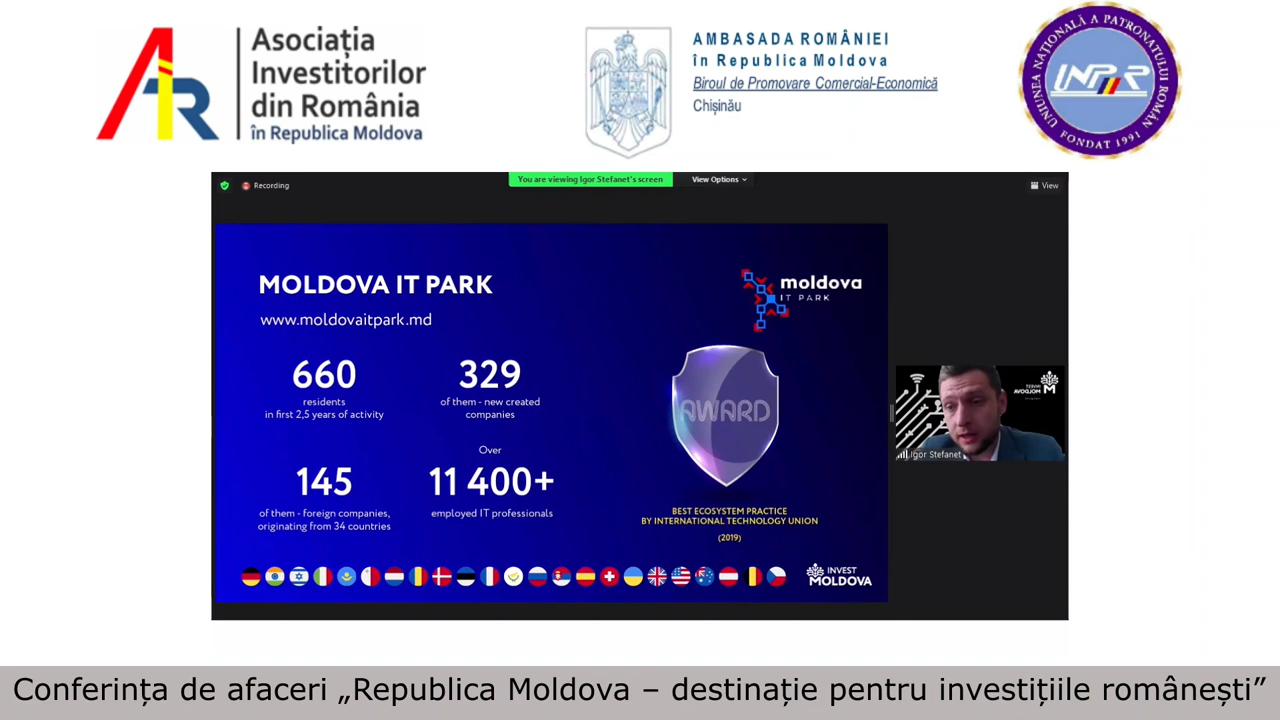 Asociația
Investitorilor
din România
în Republica Moldova
AMBASADA ROMÂNIEI
în Republica Moldova
Biroul de Promovare Comercial-Economică
Chișinău
UNIUNEA NAȚIONALĂ A PATRONATULUI ROMÂN
UNPR
FONDAT 1991
Recording
You are viewing Igor Stefanet's screen
View Options
View
MOLDOVA IT PARK
www.moldovaitpark.md
moldova
IT PARK
660
residents
in first 2,5 years of activity
329
of them - new created
companies
145
of them - foreign companies,
originating from 34 countries
Over
11 400+
employed IT professionals
AWARD
BEST ECOSYSTEM PRACTICE
BY INTERNATIONAL TECHNOLOGY UNION
(2019)
INVEST
MOLDOVA
INVEST
MOLDOVA
Igor Stefanet
Conferința de afaceri „Republica Moldova – destinație pentru investițiile românești”